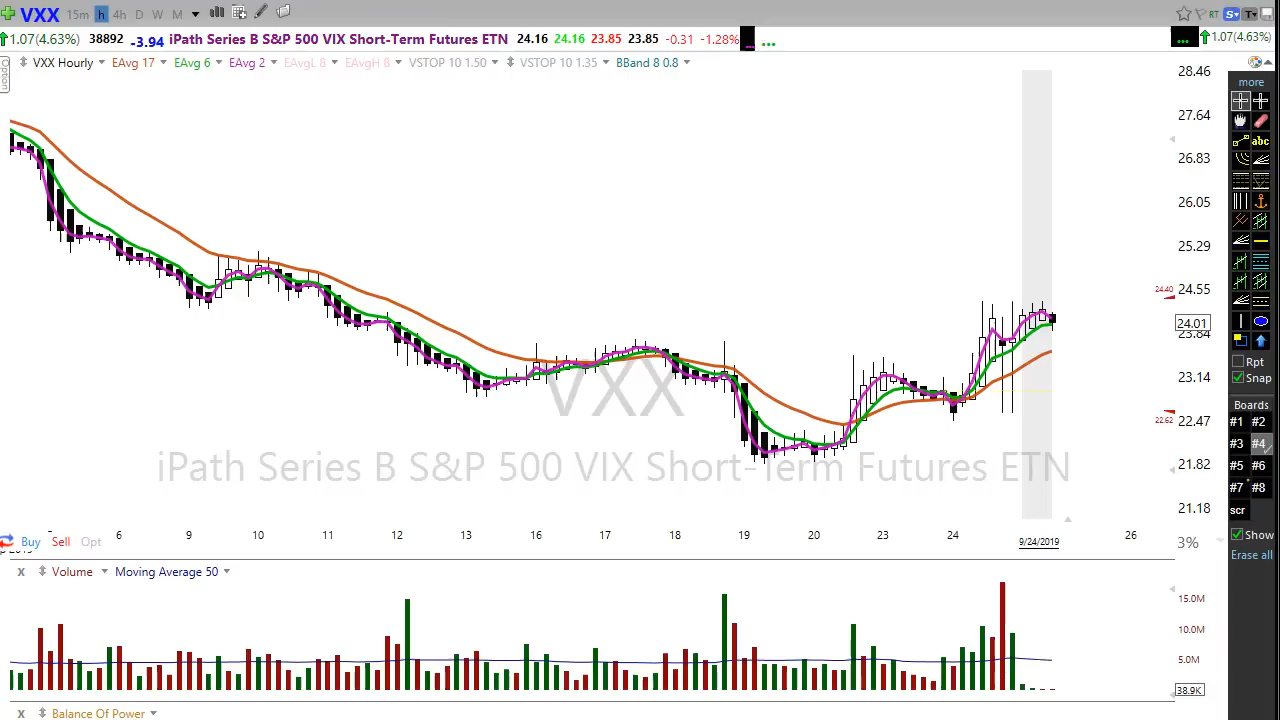 VXX 15m h 4h D W M RT S T
1.07(4.63%) 38892 -3.94 iPath Series B S&P 500 VIX Short-Term Futures ETN 24.16 24.16 23.85 23.85 -0.31 -1.28% ... ... ... 1.07(4.63%)
Option
VXX Hourly EAvg 17 EAvg 6 EAvg 2 EAvgL 8 EAvgH 8 VSTOP 10 1.50 VSTOP 10 1.35 BBand 8 0.8
28.46
27.64
26.83
26.05
25.29
24.55
24.40
24.01
23.84
23.14
22.62
22.47
21.82
21.18
VXX
iPath Series B S&P 500 VIX Short-Term Futures ETN
6 9 10 11 12 13 16 17 18 19 20 23 24 26
9/24/2019
3%
Buy Sell Opt
x Volume Moving Average 50
15.0M
10.0M
5.0M
38.9K
x Balance Of Power
more
abc
Rpt
Snap
Boards
#1 #2
#3 #4
#5 #6
#7 #8
scr
Show
Erase all